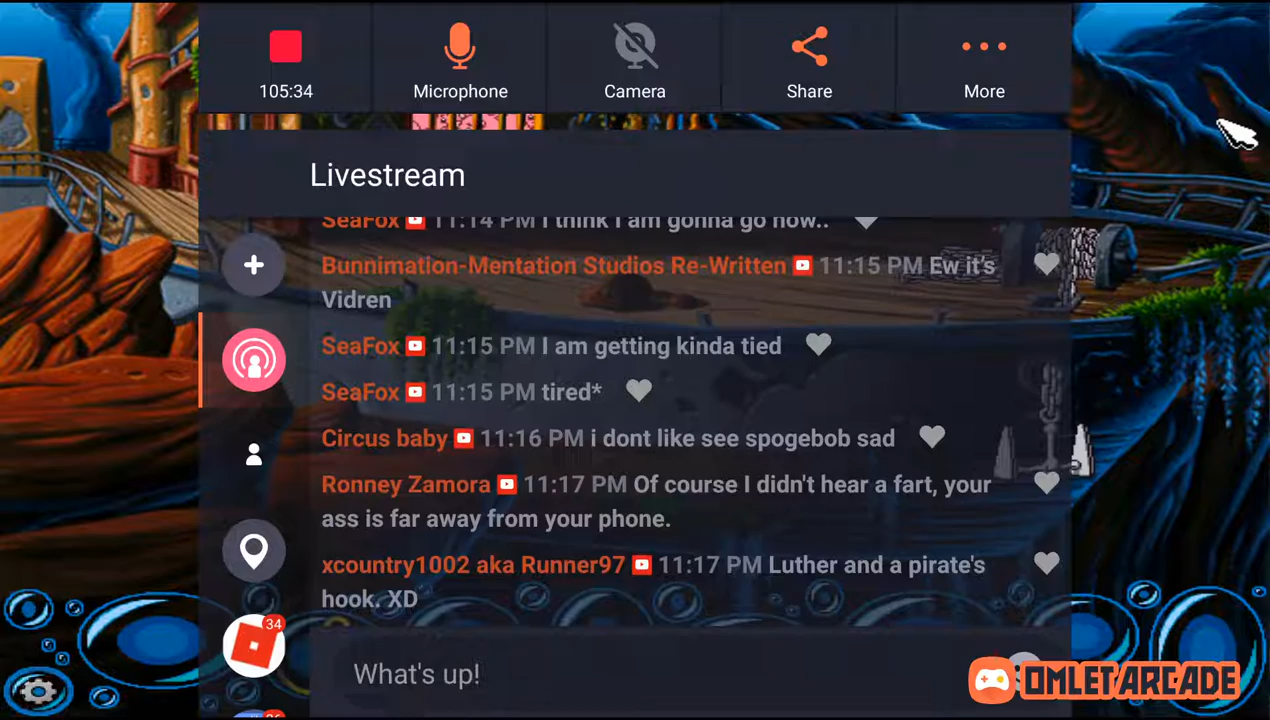 105:34
Microphone
Camera
Share
More
Livestream
SeaFox 11:14 PM I think I am gonna go now..
Bunnimation-Mentation Studios Re-Written 11:15 PM Ew it's
Vidren
SeaFox 11:15 PM I am getting kinda tied
SeaFox 11:15 PM tired*
Circus baby 11:16 PM i dont like see spogebob sad
Ronney Zamora 11:17 PM Of course I didn't hear a fart, your
ass is far away from your phone.
xcountry1002 aka Runner97 11:17 PM Luther and a pirate's
hook. XD
34
What's up!
OMLET ARCADE